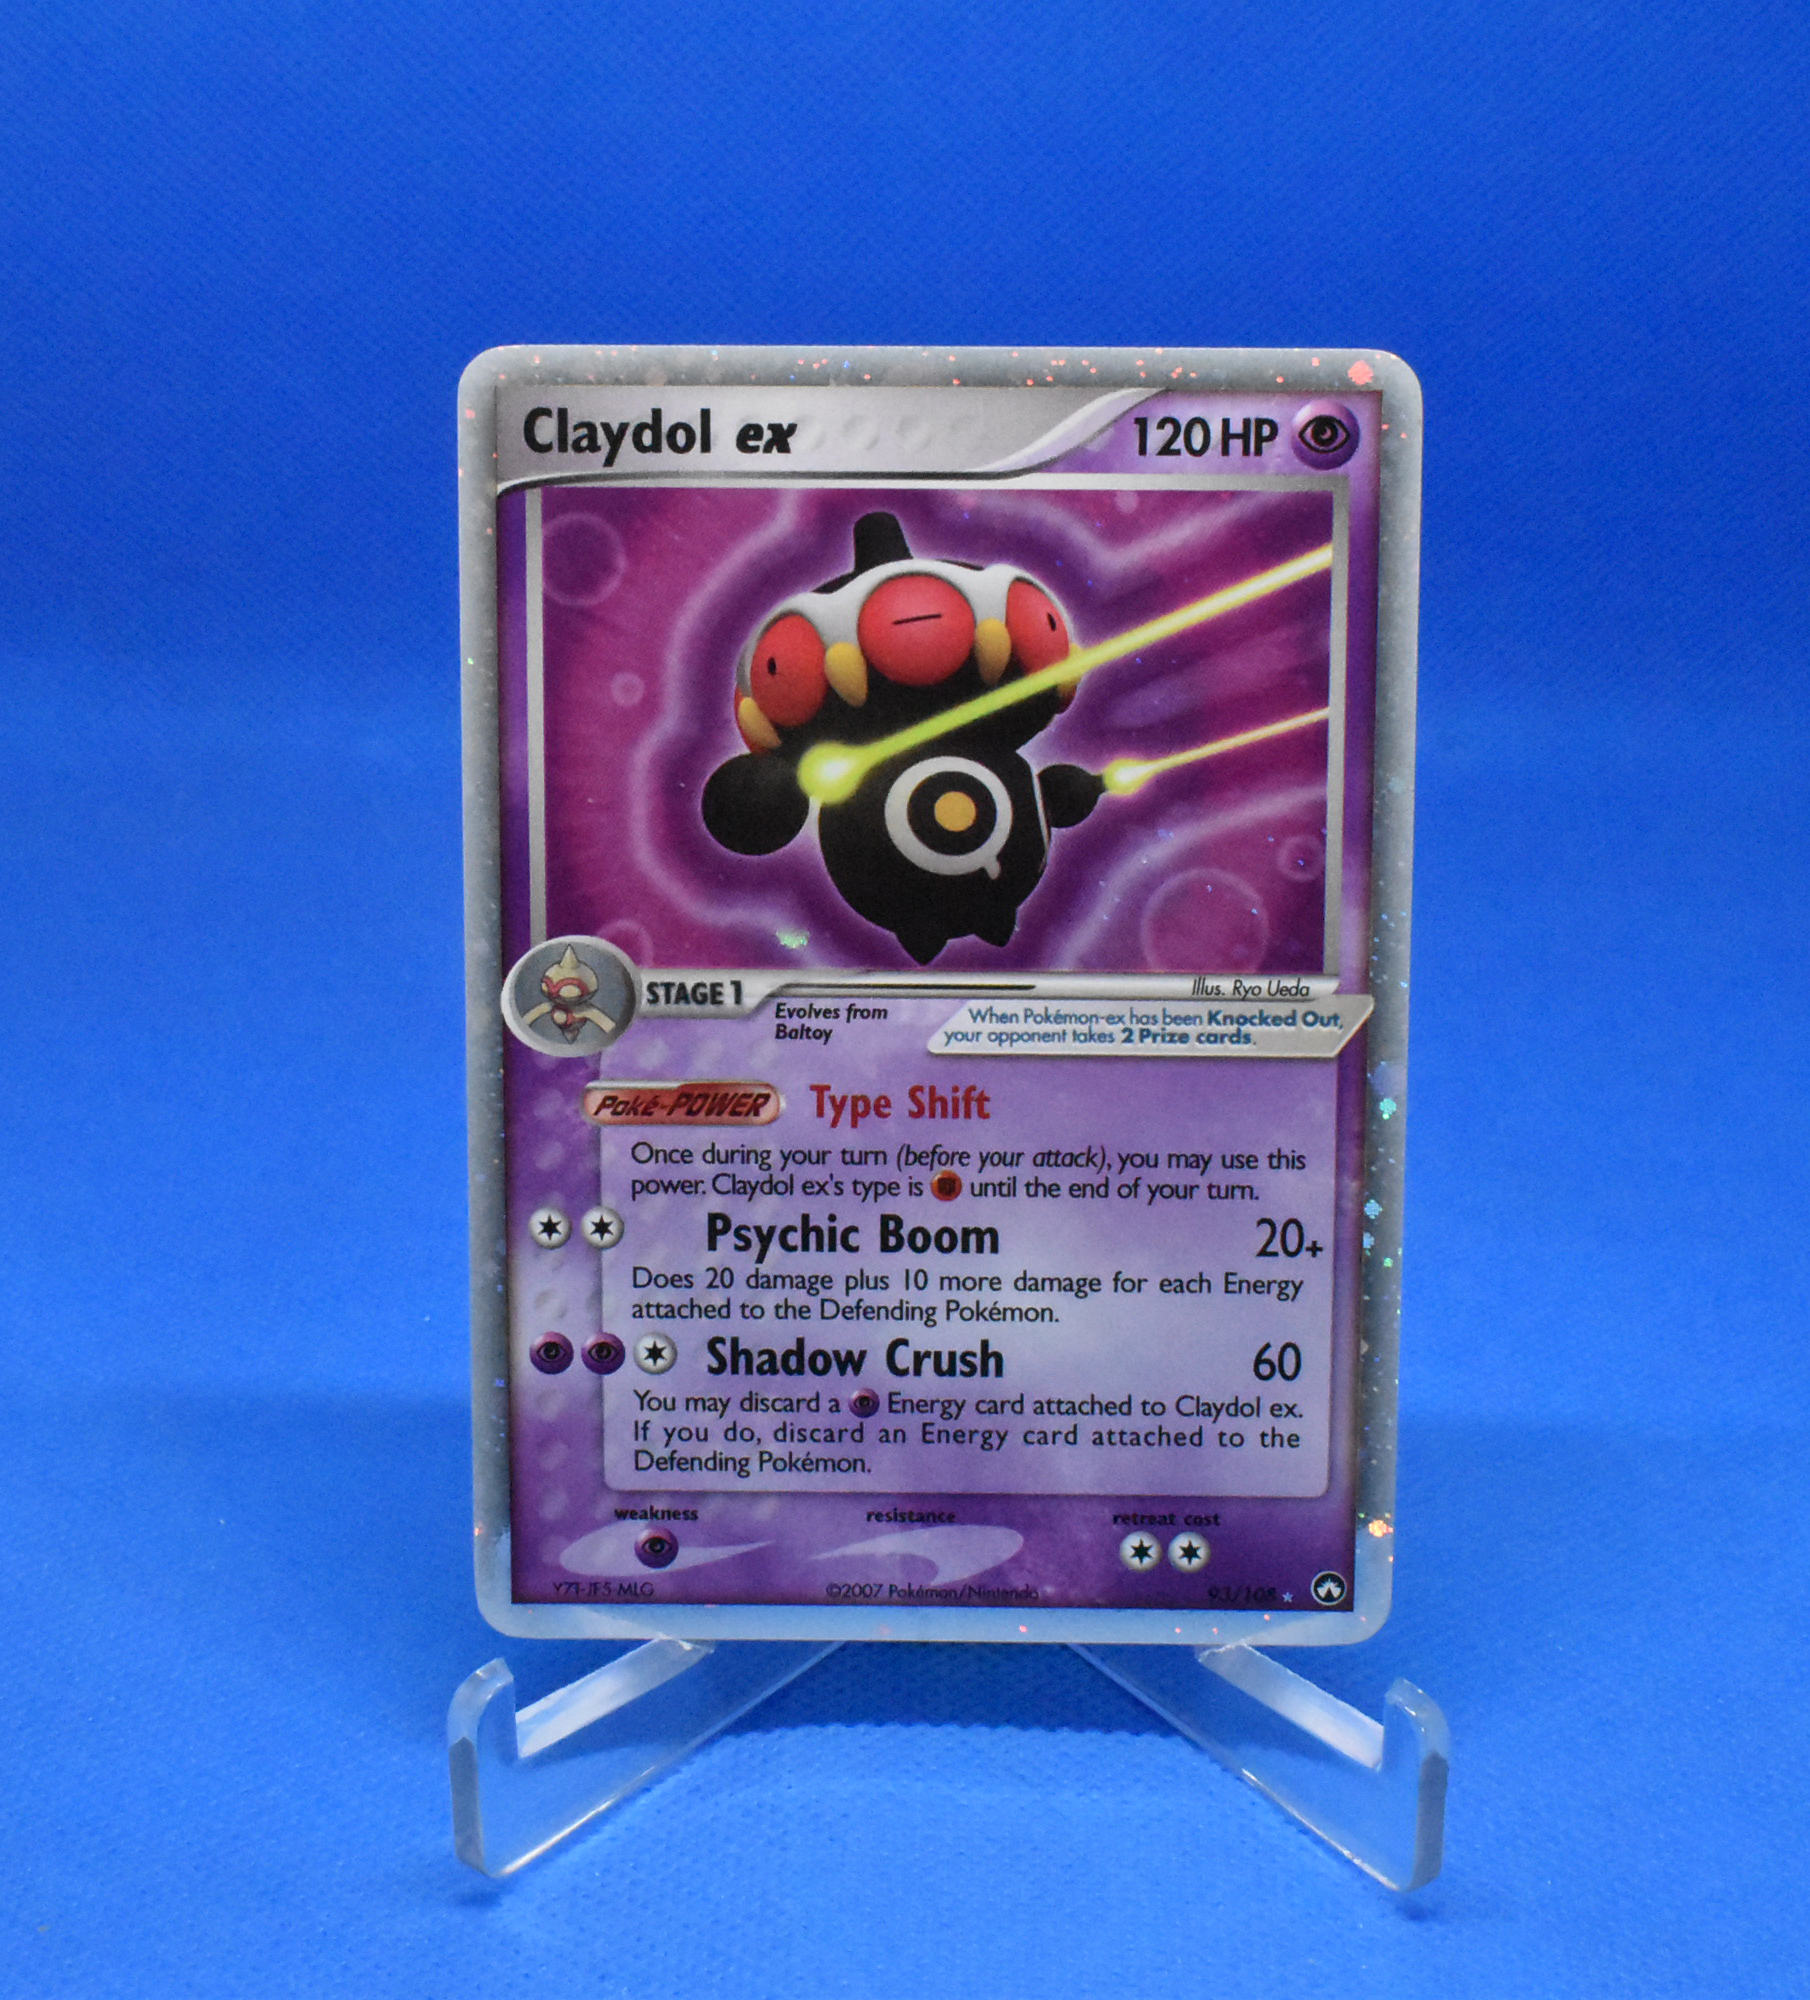 Claydol ex 120 HP
STAGE 1
Illus. Ryo Ueda
Evolves from
Baltoy
When Pokémon-ex has been Knocked Out,
your opponent takes 2 Prize cards.
Poké-POWER Type Shift
Once during your turn (before your attack), you may use this
power. Claydol ex's type is until the end of your turn.
Psychic Boom 20+
Does 20 damage plus 10 more damage for each Energy
attached to the Defending Pokémon.
Shadow Crush 60
You may discard a Energy card attached to Claydol ex.
If you do, discard an Energy card attached to the
Defending Pokémon.
weakness resistance retreat cost
©2007 Pokémon/Nintendo 93/108